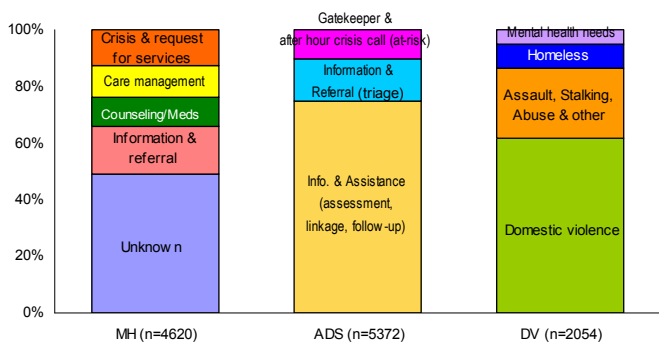 100%
80%
60%
40%
20%
0%
Crisis & request
for services
Care management
Counseling/Meds
Information &
referral
Unknow n
MH (n=4620)
Gatekeeper &
after hour crisis call (at-risk)
Information &
Referral (triage)
Info. & Assistance
(assessment,
linkage, follow-up)
ADS (n=5372)
Mental health needs
Homeless
Assault, Stalking,
Abuse & other
Domestic violence
DV (n=2054)